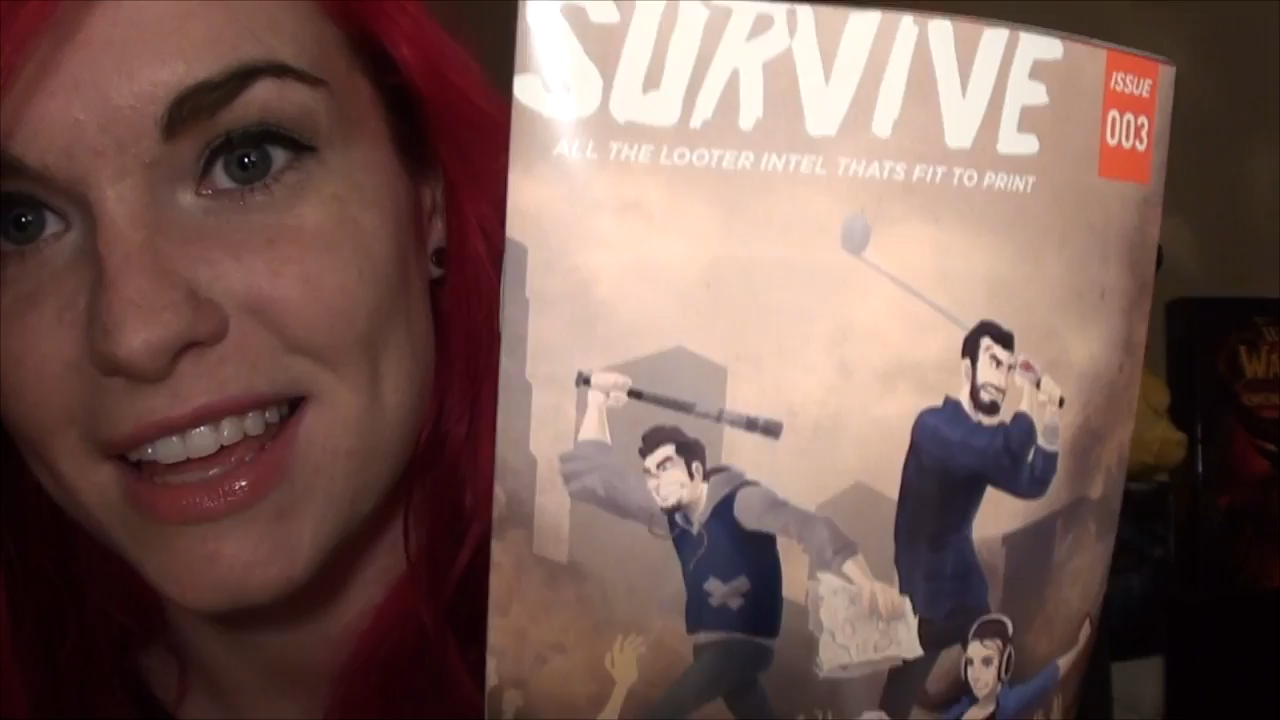 SURVIVE
ISSUE
003
ALL THE LOOTER INTEL THATS FIT TO PRINT